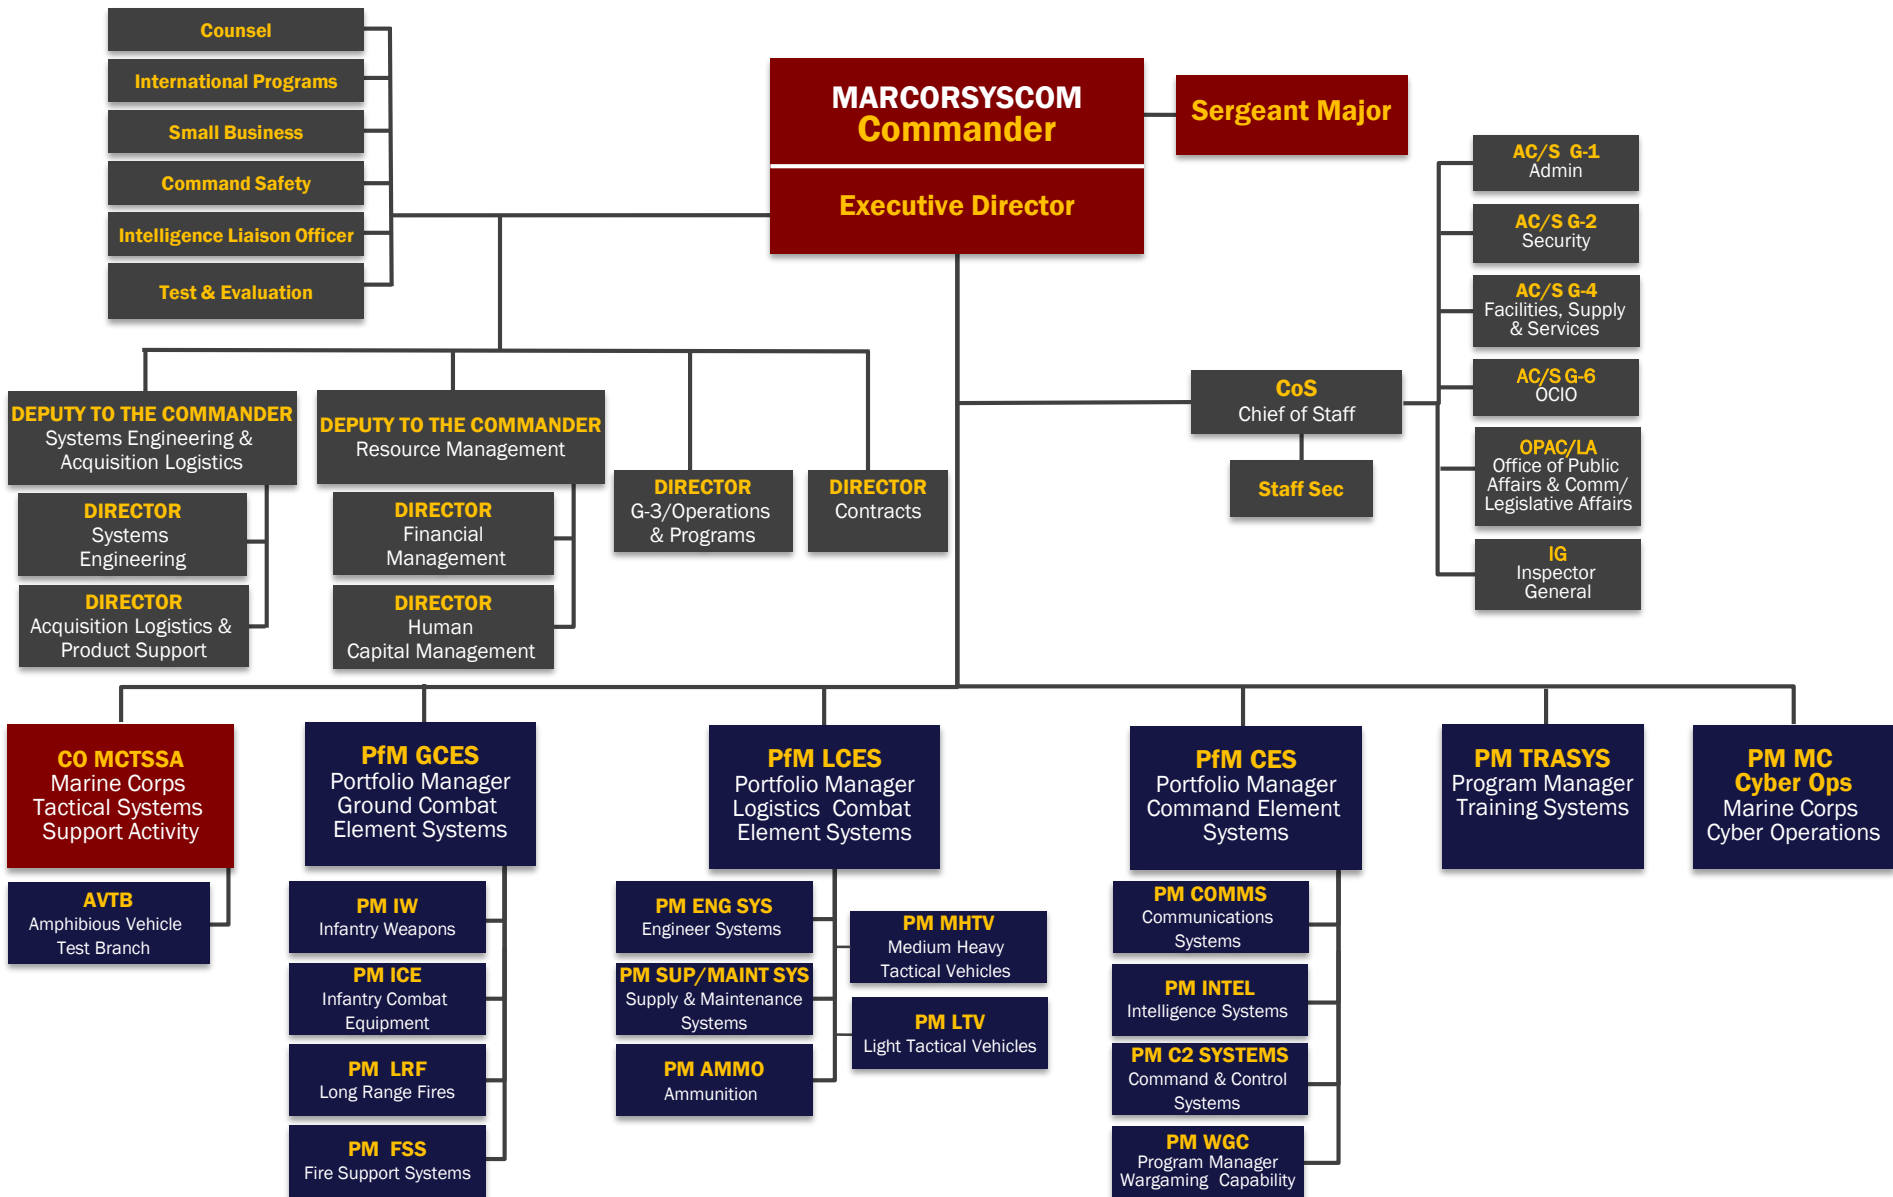 Counsel
International Programs
Small Business
Command Safety
Intelligence Liaison Officer
Test & Evaluation
MARCORSYSCOM
Commander
Executive Director
Sergeant Major
AC/S G-1
Admin
AC/S G-2
Security
AC/S G-4
Facilities, Supply
& Services
AC/S G-6
OCIO
OPAC/LA
Office of Public
Affairs & Comm/
Legislative Affairs
IG
Inspector
General
CoS
Chief of Staff
Staff Sec
DEPUTY TO THE COMMANDER
Systems Engineering &
Acquisition Logistics
DIRECTOR
Systems
Engineering
DIRECTOR
Acquisition Logistics &
Product Support
DEPUTY TO THE COMMANDER
Resource Management
DIRECTOR
Financial
Management
DIRECTOR
Human
Capital Management
DIRECTOR
G-3/Operations
& Programs
DIRECTOR
Contracts
CO MCTSSA
Marine Corps
Tactical Systems
Support Activity
AVTB
Amphibious Vehicle
Test Branch
PfM GCES
Portfolio Manager
Ground Combat
Element Systems
PM IW
Infantry Weapons
PM ICE
Infantry Combat
Equipment
PM LRF
Long Range Fires
PM FSS
Fire Support Systems
PfM LCES
Portfolio Manager
Logistics Combat
Element Systems
PM ENG SYS
Engineer Systems
PM SUP/MAINT SYS
Supply & Maintenance
Systems
PM AMMO
Ammunition
PM MHTV
Medium Heavy
Tactical Vehicles
PM LTV
Light Tactical Vehicles
PfM CES
Portfolio Manager
Command Element
Systems
PM COMMS
Communications
Systems
PM INTEL
Intelligence Systems
PM C2 SYSTEMS
Command & Control
Systems
PM WGC
Program Manager
Wargaming Capability
PM TRASYS
Program Manager
Training Systems
PM MC
Cyber Ops
Marine Corps
Cyber Operations